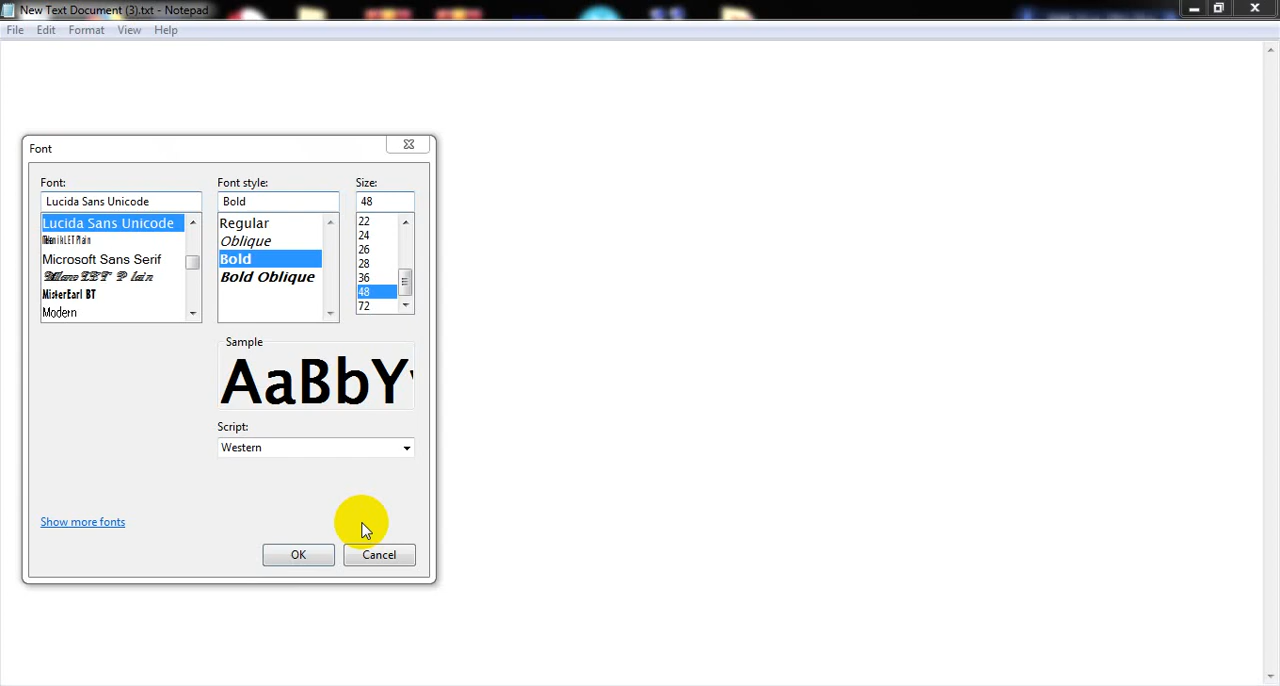 New Text Document (3).txt - Notepad
File Edit Format View Help
Font
Font: Font style: Size:
Lucida Sans Unicode Bold 48
Lucida Sans Unicode
Microsoft Sans Serif
MisterEarl BT
Modern
Regular
Oblique
Bold
Bold Oblique
22
24
26
28
36
48
72
Sample
AaBbYy
Script:
Western
Show more fonts
OK Cancel